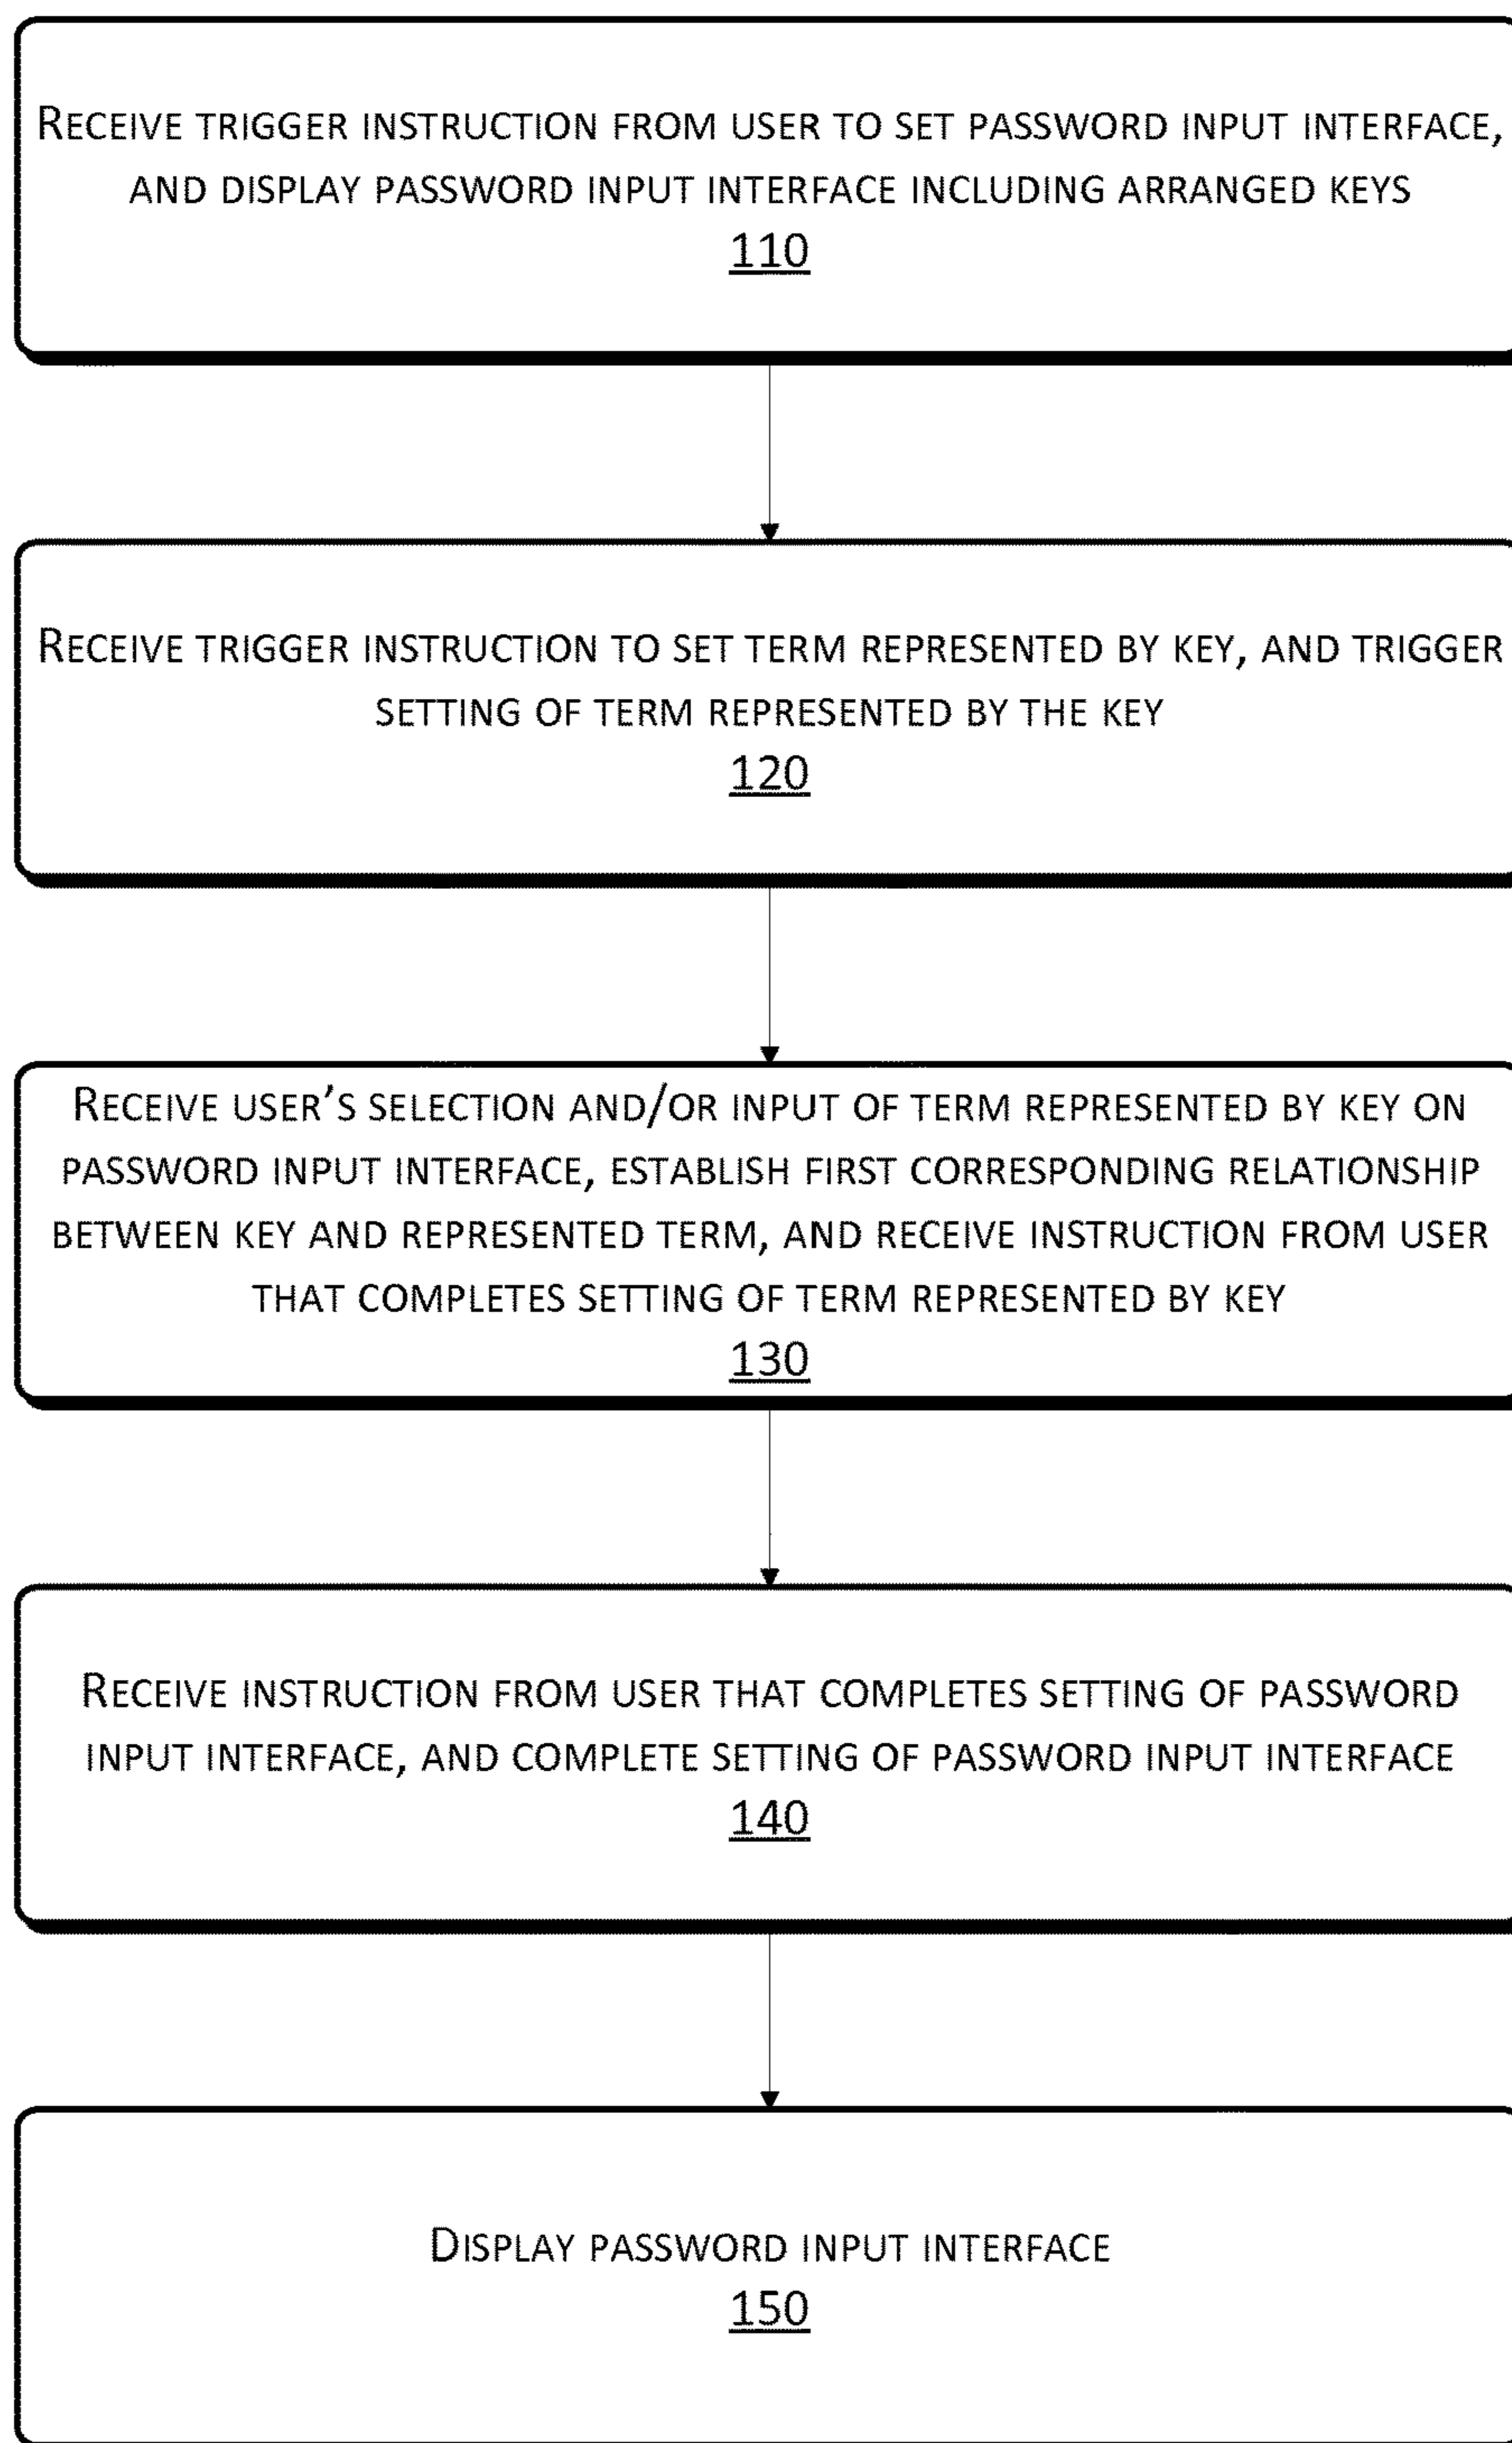 RECEIVE TRIGGER INSTRUCTION FROM USER TO SET PASSWORD INPUT INTERFACE,
AND DISPLAY PASSWORD INPUT INTERFACE INCLUDING ARRANGED KEYS
110
RECEIVE TRIGGER INSTRUCTION TO SET TERM REPRESENTED BY KEY, AND TRIGGER
SETTING OF TERM REPRESENTED BY THE KEY
120
RECEIVE USER’S SELECTION AND/OR INPUT OF TERM REPRESENTED BY KEY ON
PASSWORD INPUT INTERFACE, ESTABLISH FIRST CORRESPONDING RELATIONSHIP
BETWEEN KEY AND REPRESENTED TERM, AND RECEIVE INSTRUCTION FROM USER
THAT COMPLETES SETTING OF TERM REPRESENTED BY KEY
130
RECEIVE INSTRUCTION FROM USER THAT COMPLETES SETTING OF PASSWORD
INPUT INTERFACE, AND COMPLETE SETTING OF PASSWORD INPUT INTERFACE
140
DISPLAY PASSWORD INPUT INTERFACE
150